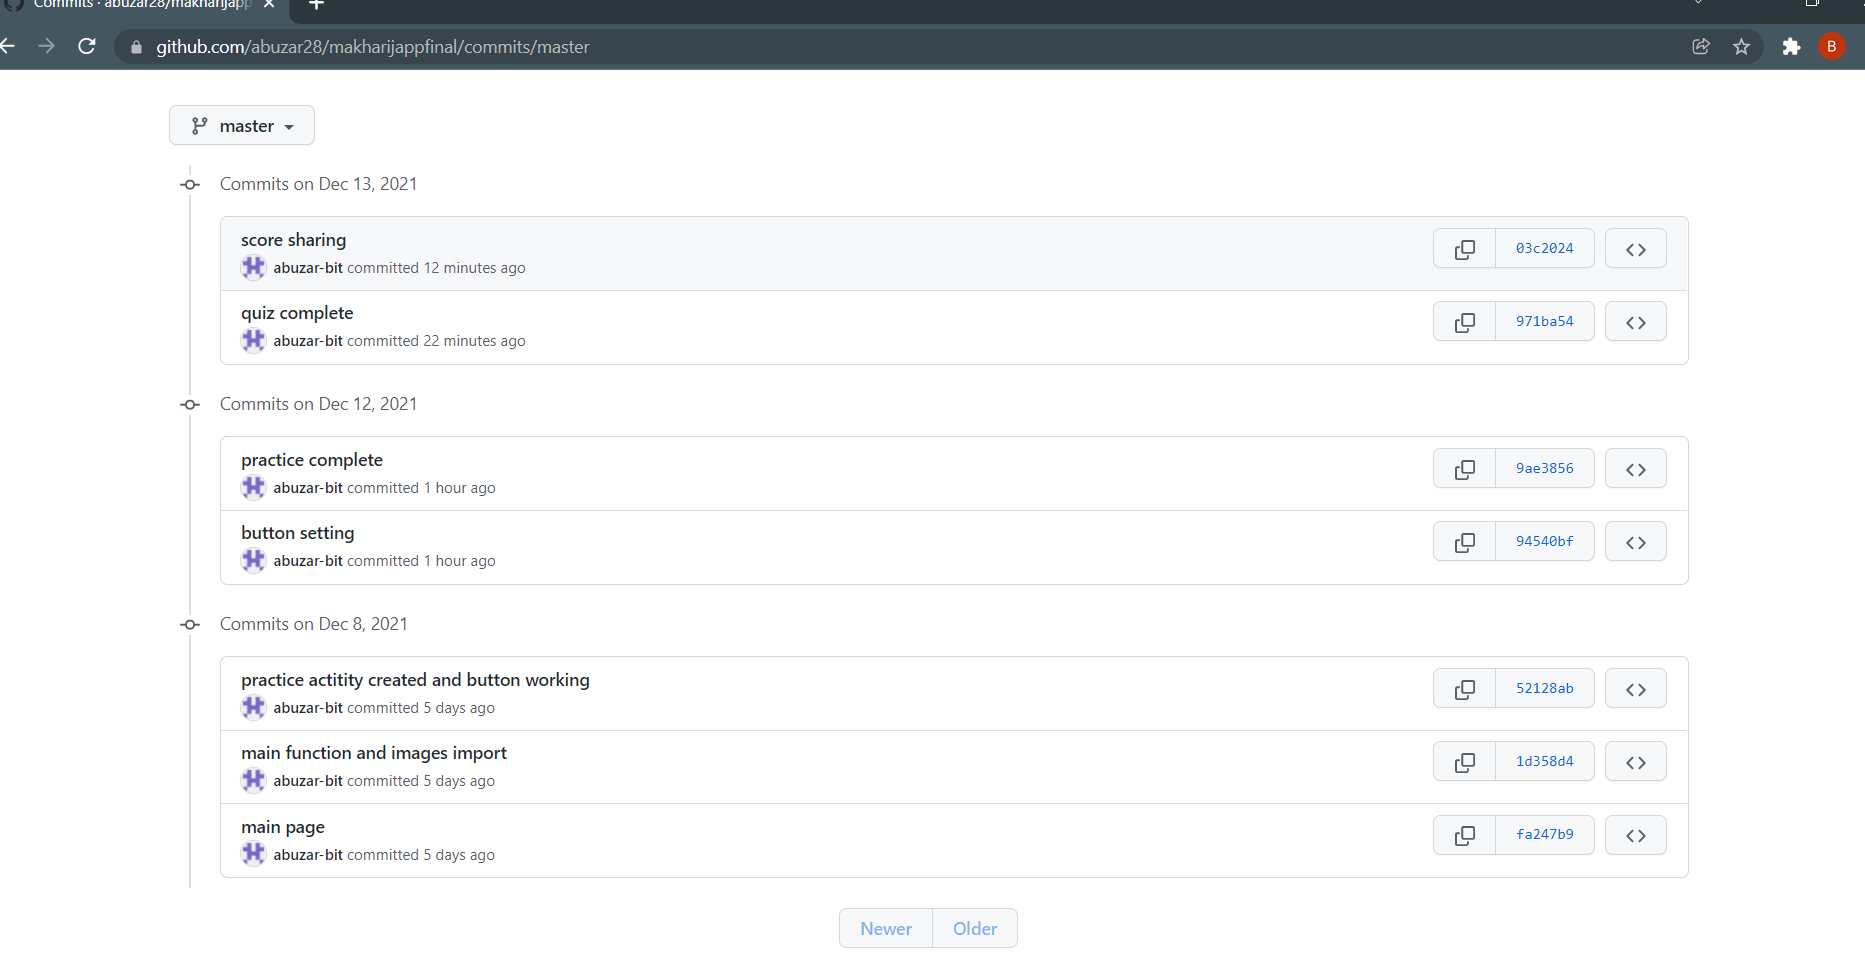 Commits · abuzar28/makharijapp
github.com/abuzar28/makharijappfinal/commits/master
B
master
Commits on Dec 13, 2021
score sharing
03c2024
abuzar-bit committed 12 minutes ago
quiz complete
971ba54
abuzar-bit committed 22 minutes ago
Commits on Dec 12, 2021
practice complete
9ae3856
abuzar-bit committed 1 hour ago
button setting
94540bf
abuzar-bit committed 1 hour ago
Commits on Dec 8, 2021
practice actitity created and button working
52128ab
abuzar-bit committed 5 days ago
main function and images import
1d358d4
abuzar-bit committed 5 days ago
main page
fa247b9
abuzar-bit committed 5 days ago
Newer Older